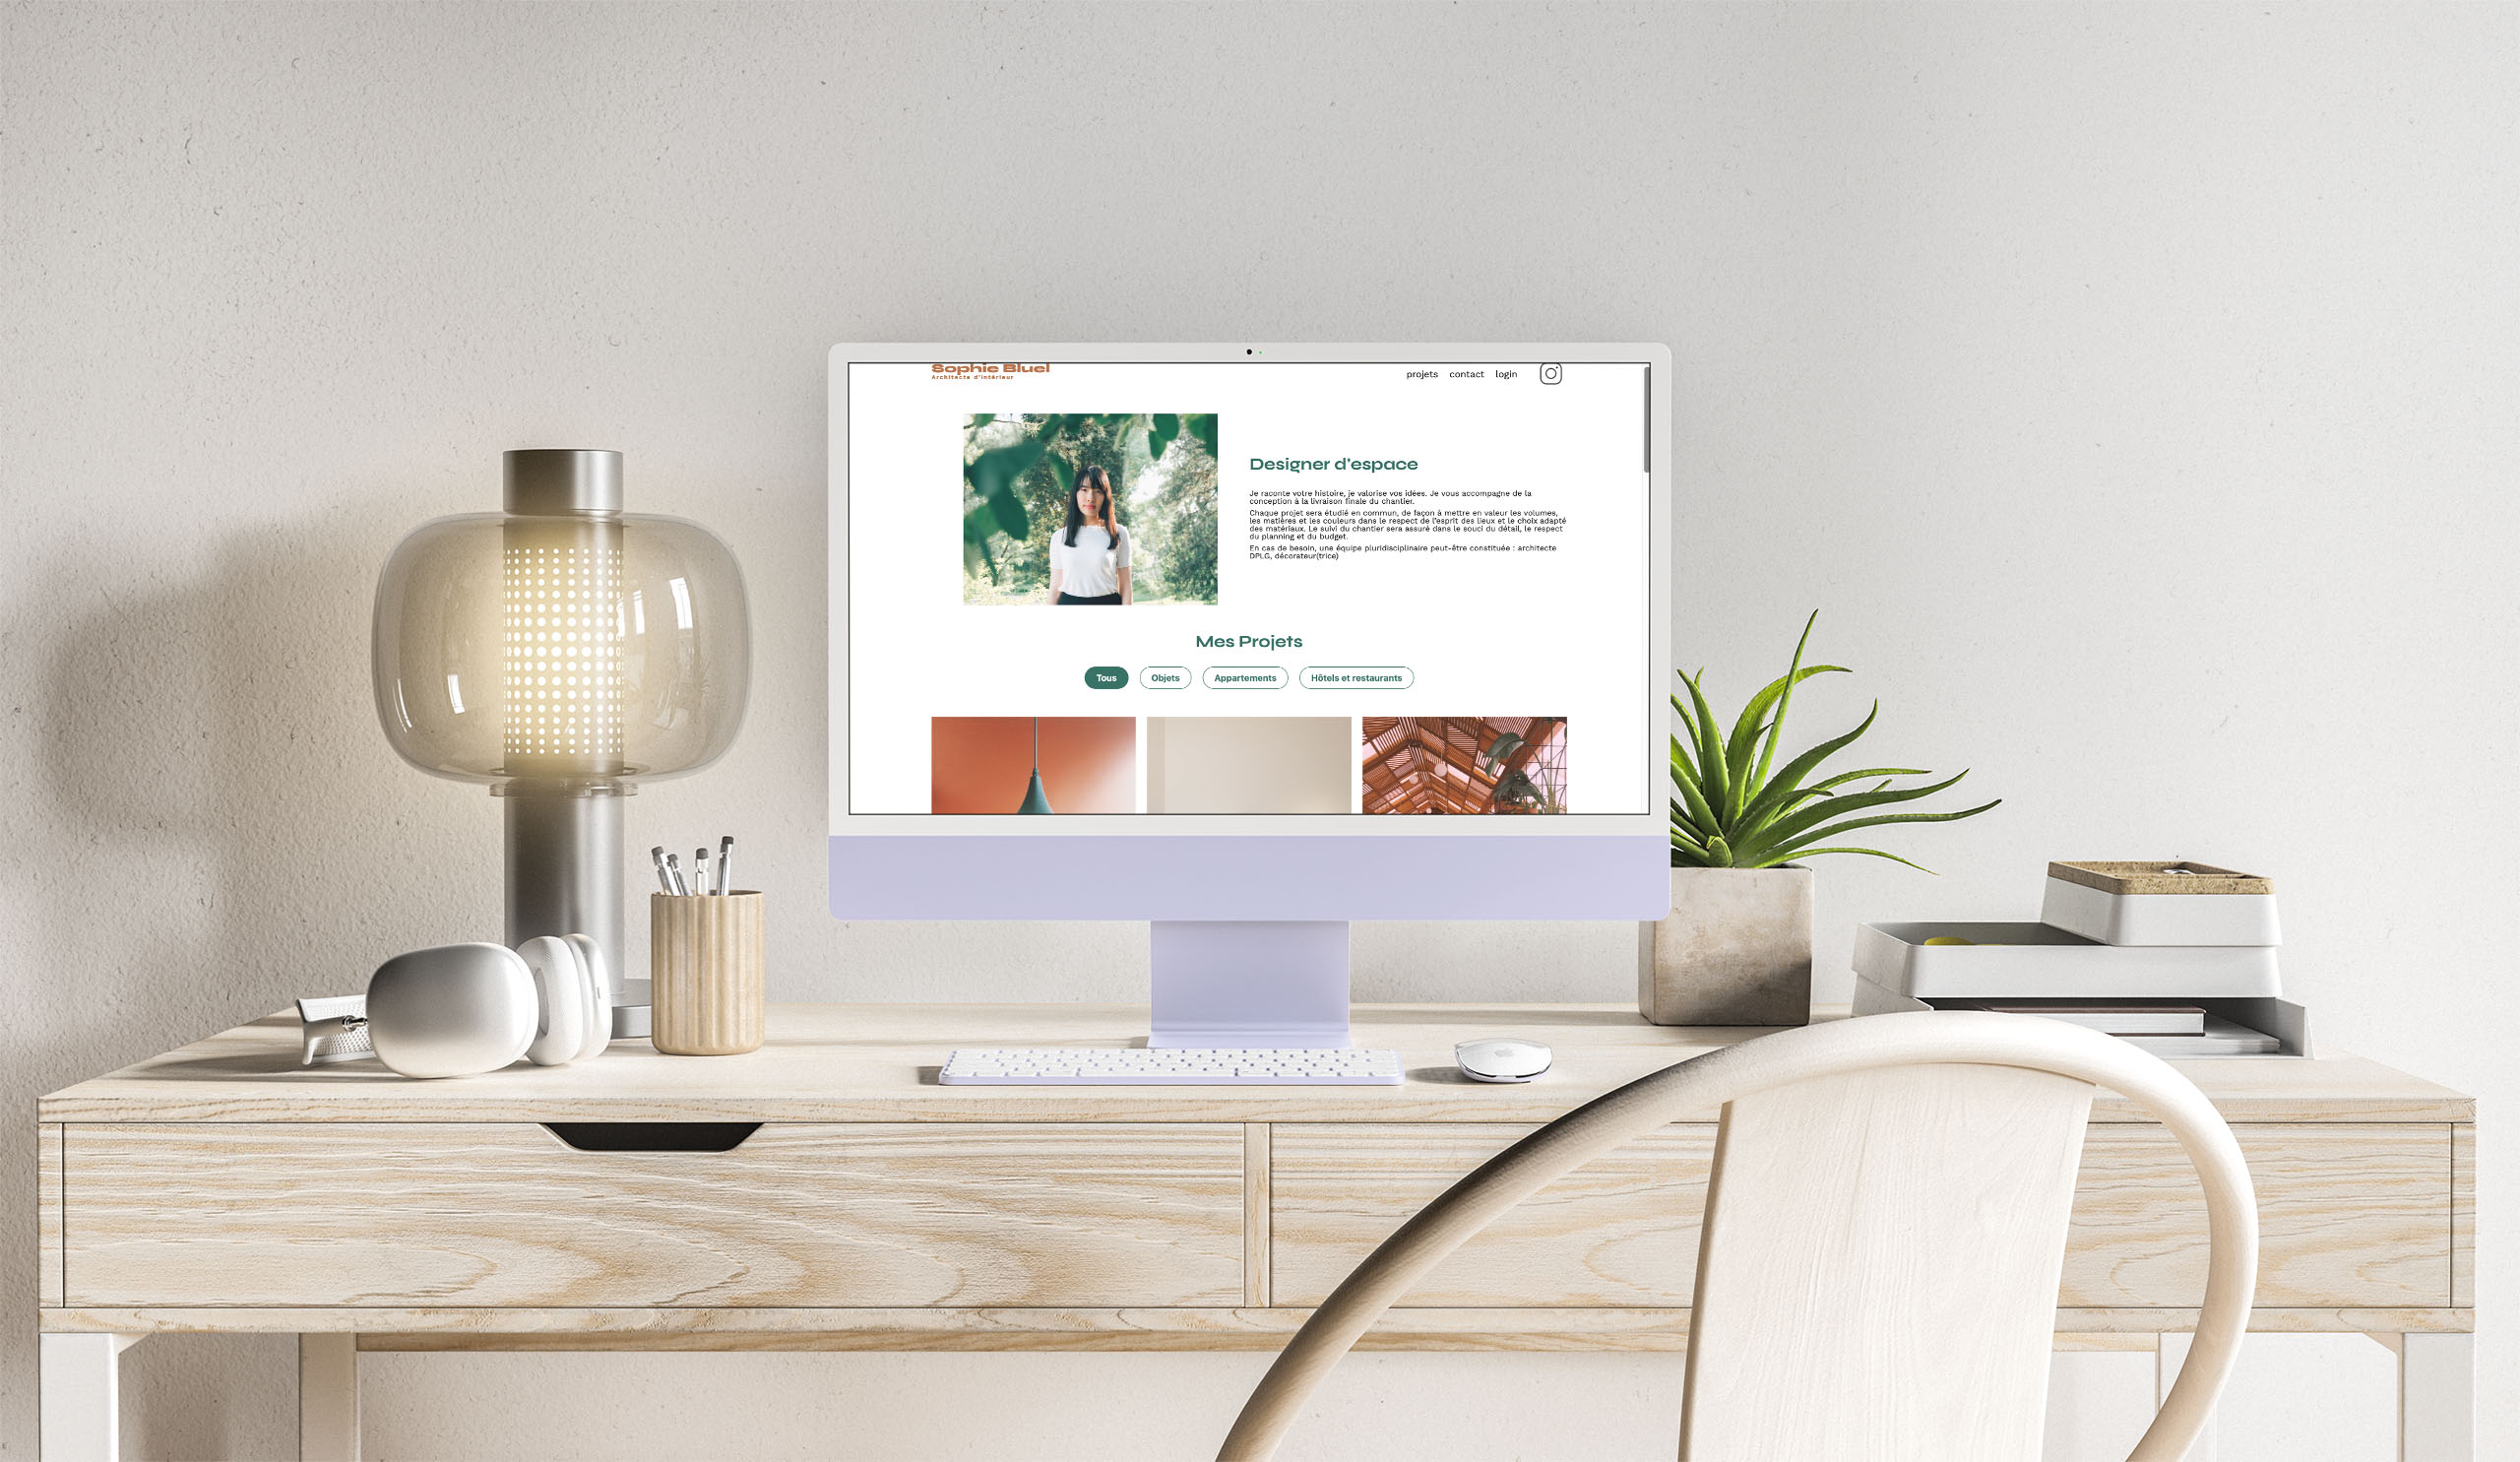 Sophie Bluel
Architecte d'intérieur
projets contact login
Designer d'espace
Je raconte votre histoire, je valorise vos idées. Je vous accompagne de la
conception à la livraison finale du chantier.
Chaque projet sera étudié en commun, de façon à mettre en valeur les volumes,
les matières et les couleurs dans le respect de l'esprit des lieux et le choix adapté
des matériaux. Le suivi du chantier sera assuré dans le souci du détail, le respect
du planning et du budget.
En cas de besoin, une équipe pluridisciplinaire peut-être constituée : architecte
DPLG, décorateur(trice)
Mes Projets
Tous Objets Appartements Hôtels et restaurants